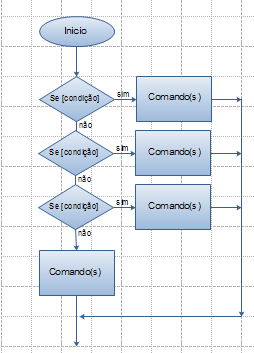 Inicio
Se [condição]
sim
Comando(s)
não
Se [condição]
sim
Comando(s)
não
Se [condição]
sim
Comando(s)
não
Comando(s)